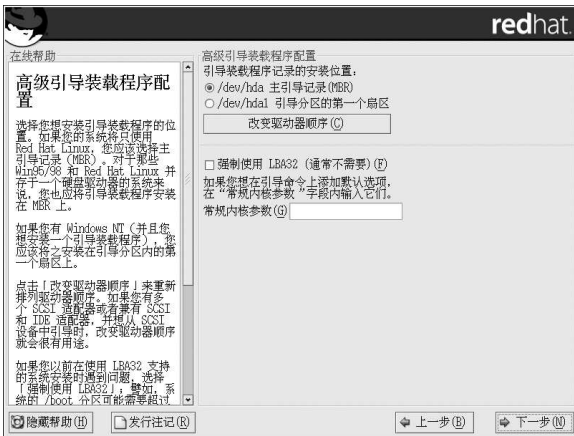 redhat.
在线帮助
高级引导装载程序配
置
选择您想安装引导装载程序的位
置。如果您的系统将只使用
Red Hat Linux，您应该选择主
引导记录（MBR）。对于那些
Win95/98 和 Red Hat Linux 并
存于一个硬盘驱动器的系统来
说，您也应将引导装载程序安装
在 MBR 上。
如果您有 Windows NT（并且您
想安装一个引导装载程序），您
应该将之安装在引导分区内的第
一个扇区上。
点击「改变驱动器顺序」来重新
排列驱动器顺序。如果您有多
个 SCSI 适配器或者兼有 SCSI
和 IDE 适配器，并想从 SCSI
设备中引导时，改变驱动器顺序
就会很有用途。
如果您以前在使用 LBA32 支持
的系统安装时遇到问题，选择
「强制使用 LBA32」；譬如，系
统的 /boot 分区可能需要超过
高级引导装载程序配置
引导装载程序记录的安装位置：
/dev/hda 主引导记录(MBR)
/dev/hda1 引导分区的第一个扇区
改变驱动器顺序(C)
强制使用 LBA32 (通常不需要)(F)
如果您想在引导命令上添加默认选项，
在“常规内核参数”字段内输入它们。
常规内核参数(G)
隐藏帮助(H)
发行注记(R)
上一步(B)
下一步(N)